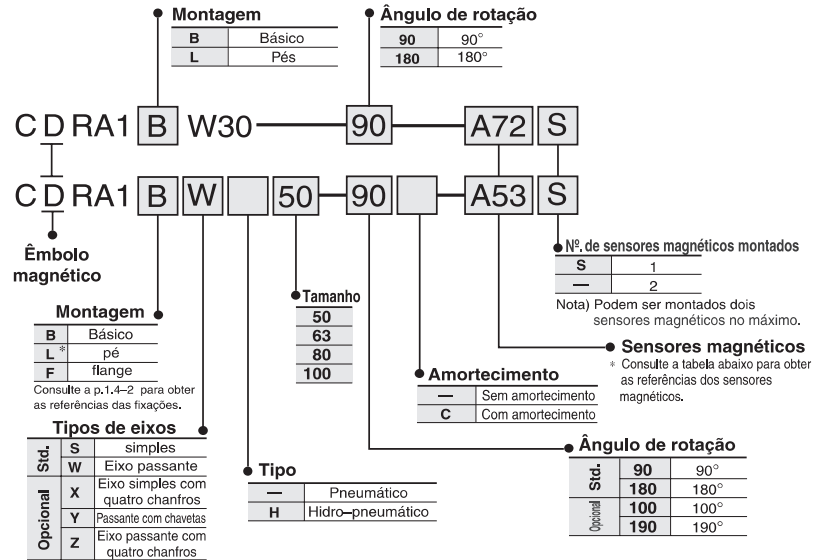 Montagem
B Básico
L Pés
Ângulo de rotação
90 90°
180 180°
CDRA1 B W30 90 A72 S
CDRA1 B W 50 90 A53 S
Êmbolo
magnético
Nº. de sensores magnéticos montados
S 1
— 2
Nota) Podem ser montados dois
sensores magnéticos no máximo.
Montagem
B Básico
L* pé
F flange
Consulte a p.1.4–2 para obter
as referências das fixações.
Tamanho
50
63
80
100
Sensores magnéticos
* Consulte a tabela abaixo para obter
as referências dos sensores
magnéticos.
Amortecimento
— Sem amortecimento
C Com amortecimento
Tipos de eixos
Std.
S simples
W Eixo passante
Opcional
X Eixo simples com
quatro chanfros
Y Passante com chavetas
Z Eixo passante com
quatro chanfros
Tipo
— Pneumático
H Hidro–pneumático
Ângulo de rotação
Std.
90 90°
180 180°
Opcional
100 100°
190 190°